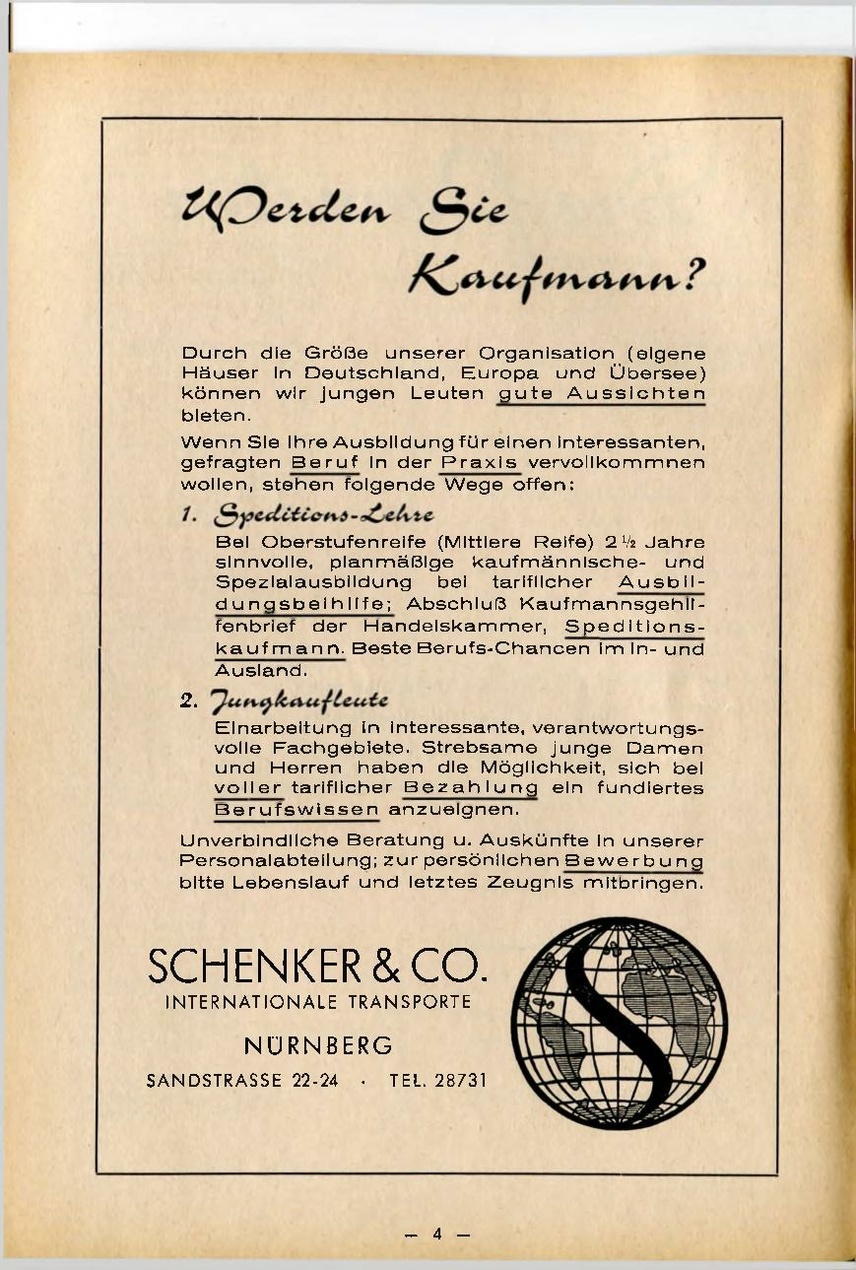 Werden Sie
Kaufmann?
Durch die Größe unserer Organisation (eigene
Häuser in Deutschland, Europa und Übersee)
können wir jungen Leuten gute Aussichten
bieten.
Wenn Sie Ihre Ausbildung für einen interessanten,
gefragten Beruf in der Praxis vervollkommnen
wollen, stehen folgende Wege offen:
1. Speditions-Lehre
Bei Oberstufenreife (Mittlere Reife) 2½ Jahre
sinnvolle, planmäßige kaufmännische- und
Spezialausbildung bei tariflicher Ausbil-
dungsbeihilfe; Abschluß Kaufmannsgehil-
fenbrief der Handelskammer, Speditions-
kaufmann. Beste Berufs-Chancen im In- und
Ausland.
2. Jungkaufleute
Einarbeitung in interessante, verantwortungs-
volle Fachgebiete. Strebsame junge Damen
und Herren haben die Möglichkeit, sich bei
voller tariflicher Bezahlung ein fundiertes
Berufswissen anzueignen.
Unverbindliche Beratung u. Auskünfte in unserer
Personalabteilung; zur persönlichen Bewerbung
bitte Lebenslauf und letztes Zeugnis mitbringen.
SCHENKER & CO.
INTERNATIONALE TRANSPORTE
NÜRNBERG
SANDSTRASSE 22-24 · TEL. 28731
— 4 —